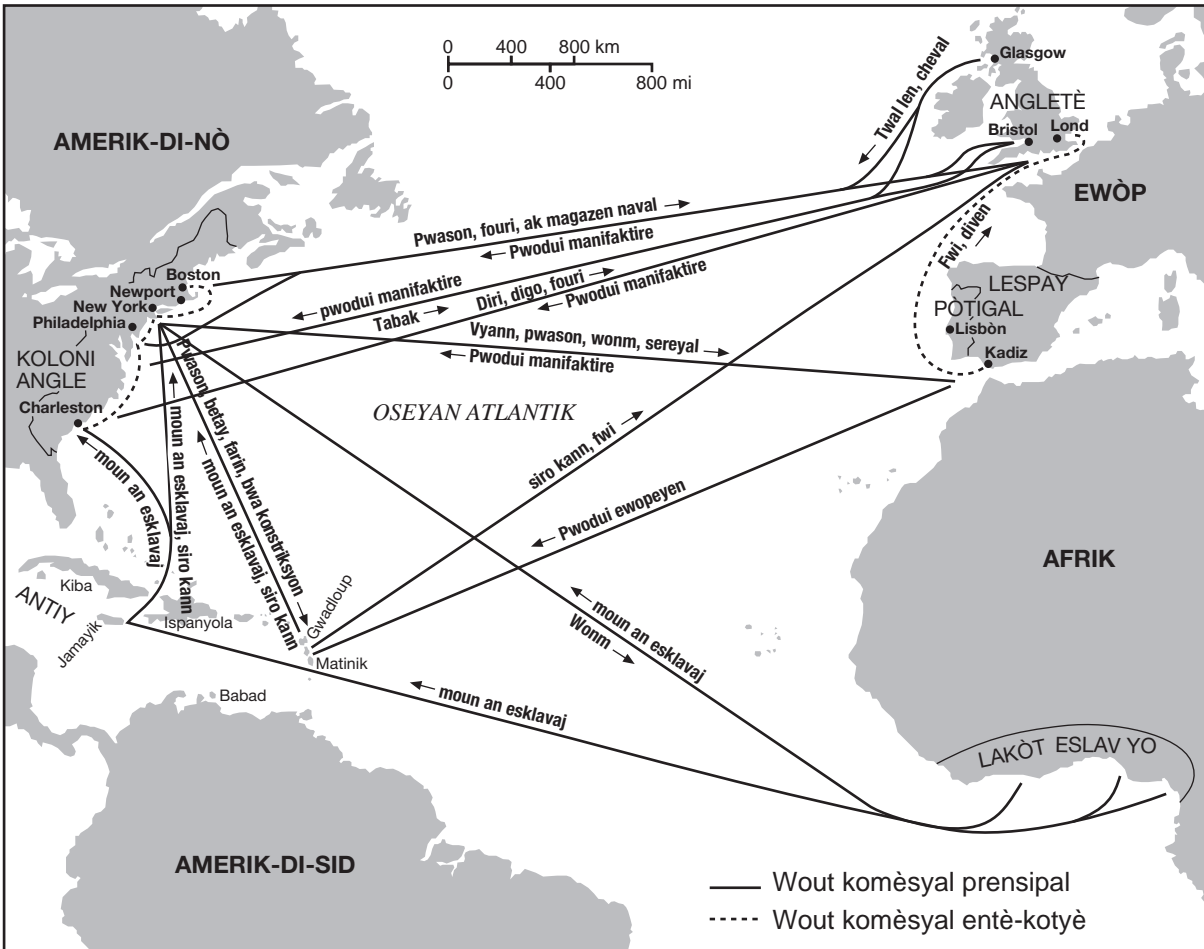 0 400 800 km
0 400 800 mi
Glasgow
ANGLETÈ
Bristol
Lond
Twal len, cheval
AMERIK-DI-NÒ
EWÒP
Pwason, fouri, ak magazen naval
Pwodui manifaktire
Fwi, diven
Boston
Newport
New York
Philadelphia
pwodui manifaktire
Diri, digo, fouri
Pwodui manifaktire
Tabak
LESPAY
PÒTIGAL
Lisbòn
Kadiz
Vyann, pwason, wonm, sereyal
Pwodui manifaktire
KOLONI
ANGLE
Charleston
OSEYAN ATLANTIK
Pwason, betay, farin, bwa konstriksyon
moun an esklavaj, siro kann
moun an esklavaj, siro kann
moun an esklavaj
siro kann, fwi
Pwodui ewopeyen
AFRIK
Kiba
ANTIY
Jamayik
Ispanyola
Gwadloup
Matinik
Babad
moun an esklavaj
Wonm
moun an esklavaj
LAKÒT ESLAV YO
AMERIK-DI-SID
Wout komèsyal prensipal
Wout komèsyal entè-kotyè